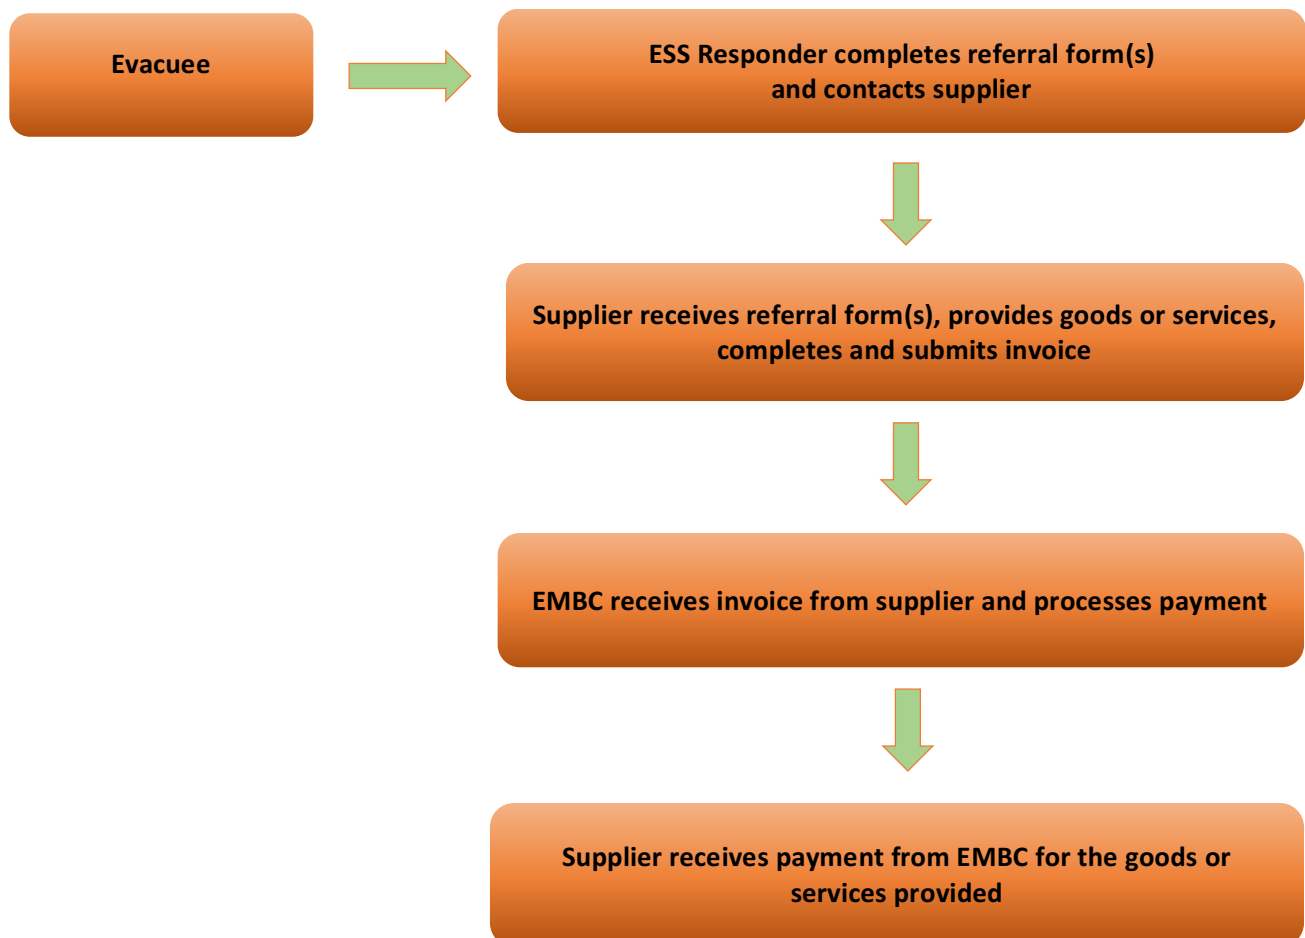 Evacuee
ESS Responder completes referral form(s)
and contacts supplier
Supplier receives referral form(s), provides goods or services,
completes and submits invoice
EMBC receives invoice from supplier and processes payment
Supplier receives payment from EMBC for the goods or
services provided